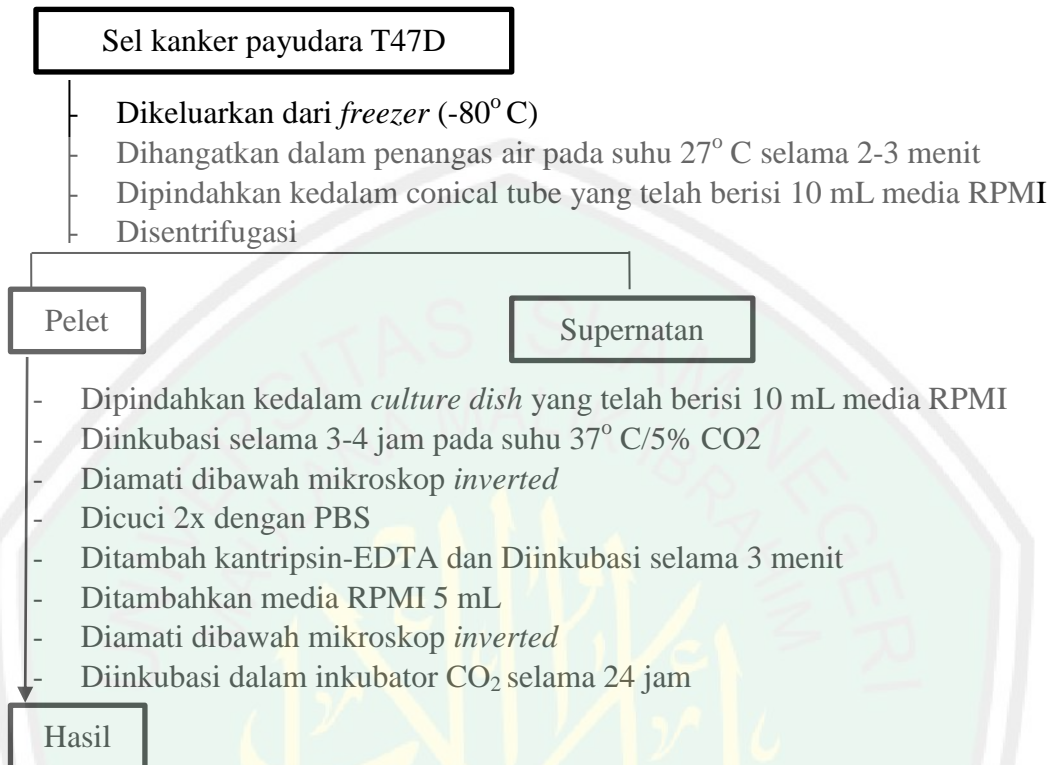 Sel kanker payudara T47D
- Dikeluarkan dari freezer (-80° C)
- Dihangatkan dalam penangas air pada suhu 27° C selama 2-3 menit
- Dipindahkan kedalam conical tube yang telah berisi 10 mL media RPMI
- Disentrifugasi
Pelet
Supernatan
- Dipindahkan kedalam culture dish yang telah berisi 10 mL media RPMI
- Diinkubasi selama 3-4 jam pada suhu 37° C/5% CO2
- Diamati dibawah mikroskop inverted
- Dicuci 2x dengan PBS
- Ditambah kantripsin-EDTA dan Diinkubasi selama 3 menit
- Ditambahkan media RPMI 5 mL
- Diamati dibawah mikroskop inverted
- Diinkubasi dalam inkubator CO₂ selama 24 jam
Hasil